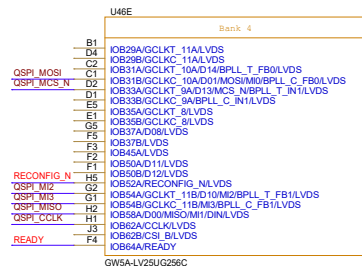 U46E
Bank 4
B1 IOB29A/GCLKT_11A/LVDS
D4 IOB29B/GCLKC_11A/LVDS
C2 IOB31A/GCLKT_10A/D14/BPLL_T_FB0/LVDS
QSPI_MOSI C1 IOB31B/GCLKC_10A/D01/MOSI/MI0/BPLL_C_FB0/LVDS
QSPI_MCS_N D2 IOB33A/GCLKT_9A/D13/MCS_N/BPLL_T_IN1/LVDS
D1 IOB33B/GCLKC_9A/BPLL_C_IN1/LVDS
E5 IOB35A/GCLKT_8/LVDS
E1 IOB35B/GCLKC_8/LVDS
G5 IOB37A/D08/LVDS
F5 IOB37B/LVDS
F3 IOB45A/LVDS
F2 IOB50A/D11/LVDS
F1 IOB50B/D12/LVDS
RECONFIG_N H5 IOB52A/RECONFIG_N/LVDS
QSPI_MI2 G2 IOB54A/GCLKT_11B/D10/MI2/BPLL_T_FB1/LVDS
QSPI_MI3 G1 IOB54B/GCLKC_11B/MI3/BPLL_C_FB1/LVDS
QSPI_MISO H2 IOB58A/D00/MISO/MI1/DIN/LVDS
QSPI_CCLK H1 IOB62A/CCLK/LVDS
J3 IOB62B/CSI_B/LVDS
READY F4 IOB64A/READY
GW5A-LV25UG256C